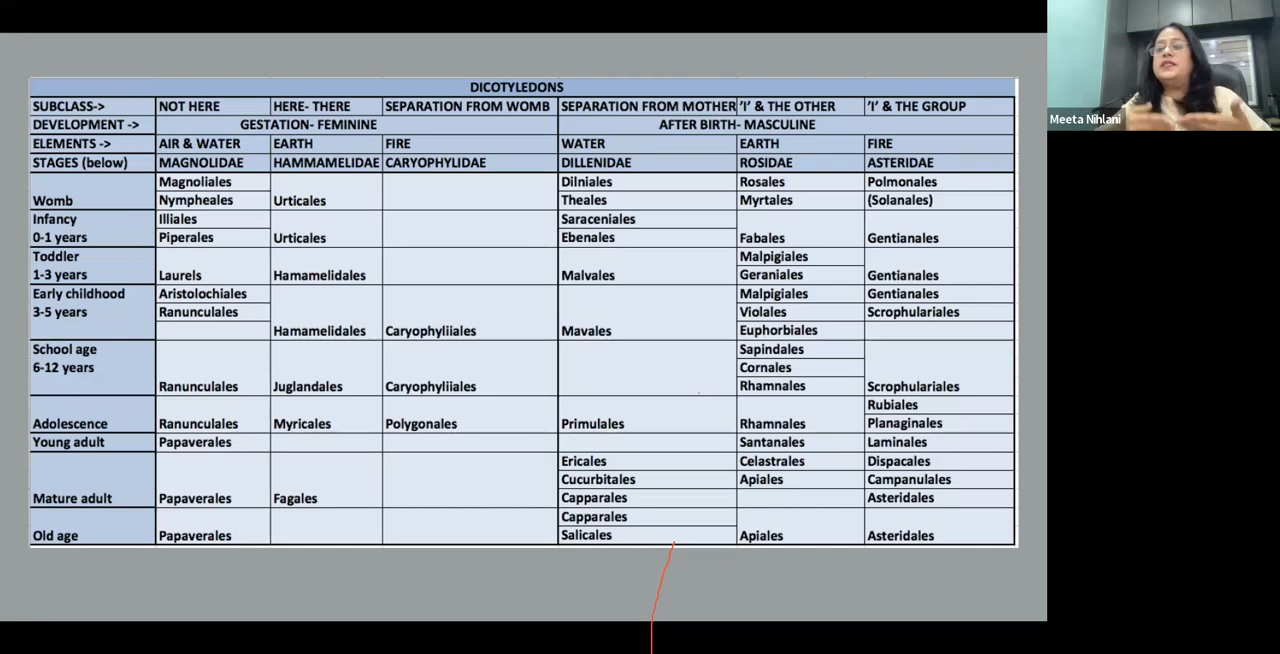 DICOTYLEDONS
SUBCLASS-> NOT HERE HERE- THERE SEPARATION FROM WOMB SEPARATION FROM MOTHER 'I' & THE OTHER 'I' & THE GROUP
DEVELOPMENT -> GESTATION- FEMININE AFTER BIRTH- MASCULINE
ELEMENTS -> AIR & WATER EARTH FIRE WATER EARTH FIRE
STAGES (below) MAGNOLIDAE HAMMAMELIDAE CARYOPHYLIDAE DILLENIDAE ROSIDAE ASTERIDAE
Magnoliales Dilniales Rosales Polmonales
Womb Nympheales Urticales Theales Myrtales (Solanales)
Infancy Illiales Saraceniales
0-1 years Piperales Urticales Ebenales Fabales Gentianales
Toddler Malpigiales
1-3 years Laurels Hamamelidales Malvales Geraniales Gentianales
Early childhood Aristolochiales Malpigiales Gentianales
3-5 years Ranunculales Violales Scrophulariales
Hamamelidales Caryophyliiales Mavales Euphorbiales
School age Sapindales
6-12 years Cornales
Ranunculales Juglandales Caryophyliiales Rhamnales Scrophulariales
Rubiales
Adolescence Ranunculales Myricales Polygonales Primulales Rhamnales Planaginales
Young adult Papaverales Santanales Laminales
Ericales Celastrales Dispacales
Cucurbitales Apiales Campanulales
Mature adult Papaverales Fagales Capparales Asteridales
Capparales
Old age Papaverales Salicales Apiales Asteridales
Meeta Nihlani